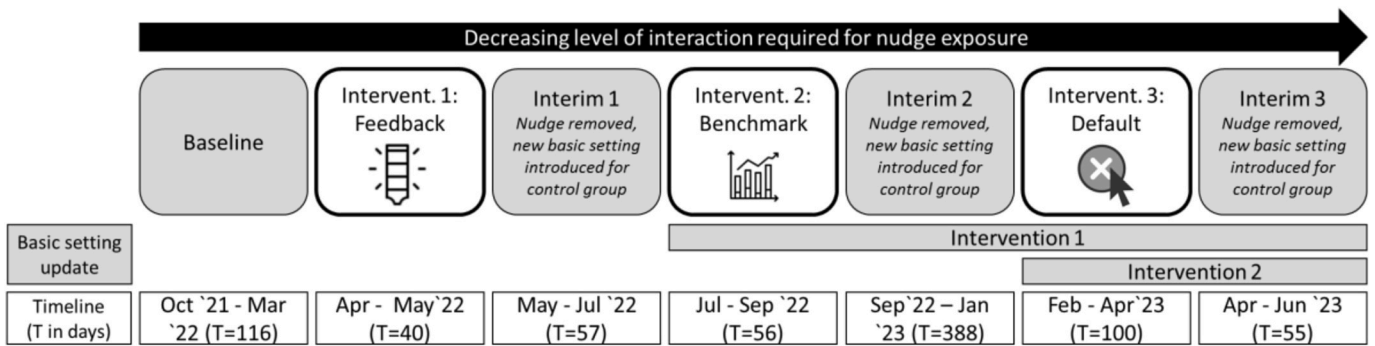 Decreasing level of interaction required for nudge exposure
Baseline
Intervent. 1:
Feedback
Interim 1
Nudge removed,
new basic setting
introduced for
control group
Intervent. 2:
Benchmark
Interim 2
Nudge removed,
new basic setting
introduced for
control group
Intervent. 3:
Default
Interim 3
Nudge removed,
new basic setting
introduced for
control group
Basic setting
update
Intervention 1
Intervention 2
Timeline
(T in days)
Oct `21 - Mar
`22 (T=116)
Apr - May`22
(T=40)
May - Jul `22
(T=57)
Jul - Sep `22
(T=56)
Sep`22 – Jan
`23 (T=388)
Feb - Apr`23
(T=100)
Apr - Jun `23
(T=55)